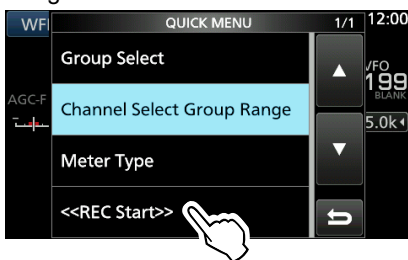 WF
QUICK MENU 1/1 12:00
Group Select
VFO
199
BLANK
AGC-F
Channel Select Group Range
5.0k
Meter Type
<<REC Start>>